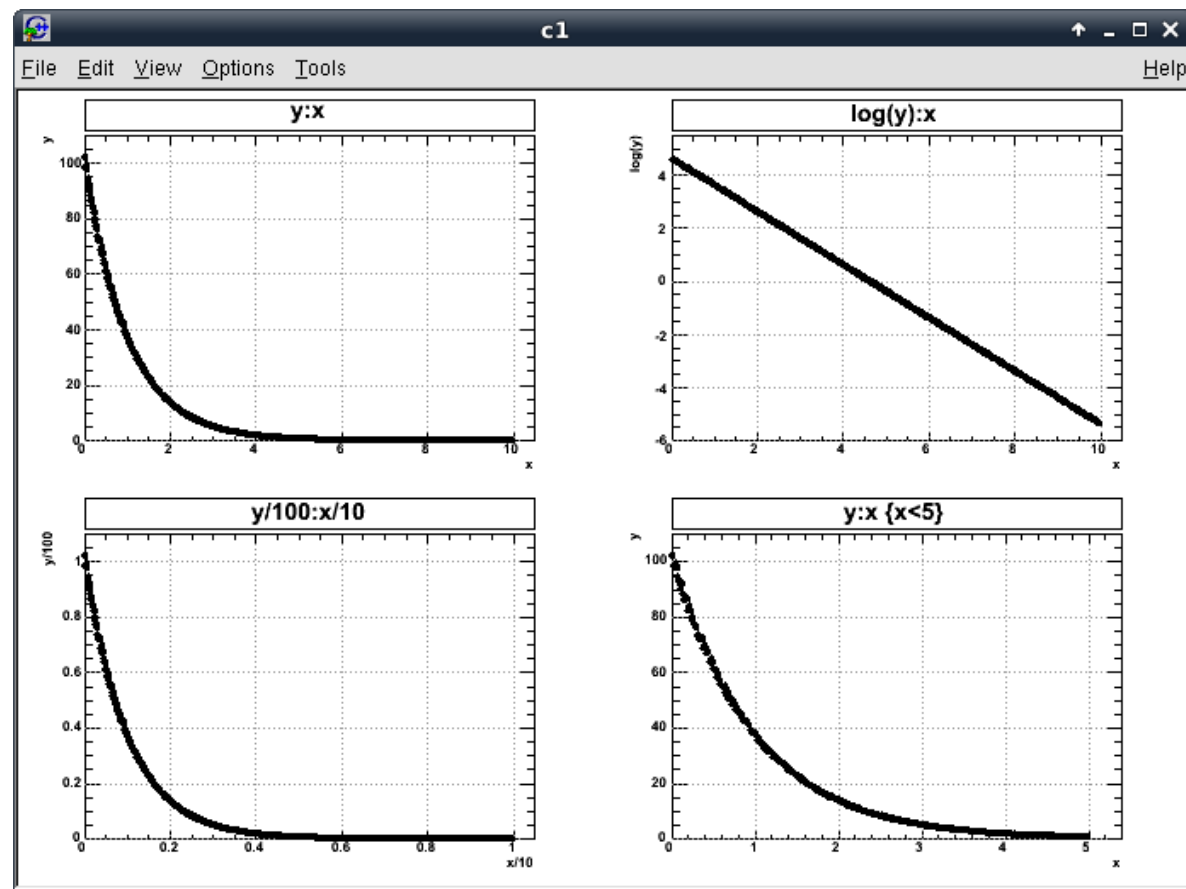 c1
File Edit View Options Tools Help
y:x
y
100
80
60
40
20
0
0 2 4 6 8 10
x
log(y):x
log(y)
4
2
0
-2
-4
-6
0 2 4 6 8 10
x
y/100:x/10
y/100
1
0.8
0.6
0.4
0.2
0
0 0.2 0.4 0.6 0.8 1
x/10
y:x {x<5}
y
100
80
60
40
20
0
0 1 2 3 4 5
x